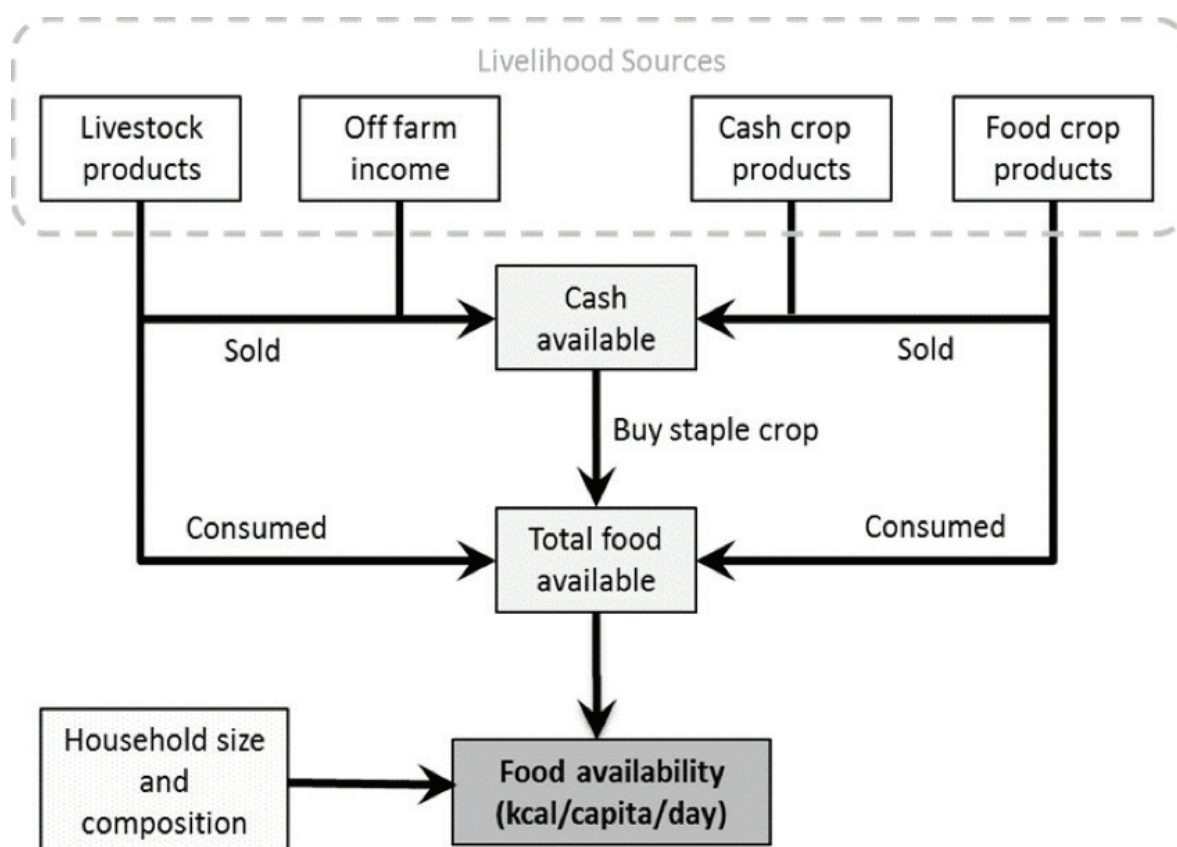 Livelihood Sources
Livestock
products
Off farm
income
Cash crop
products
Food crop
products
Cash
available
Sold
Sold
Buy staple crop
Consumed
Consumed
Total food
available
Household size
and
composition
Food availability
(kcal/capita/day)